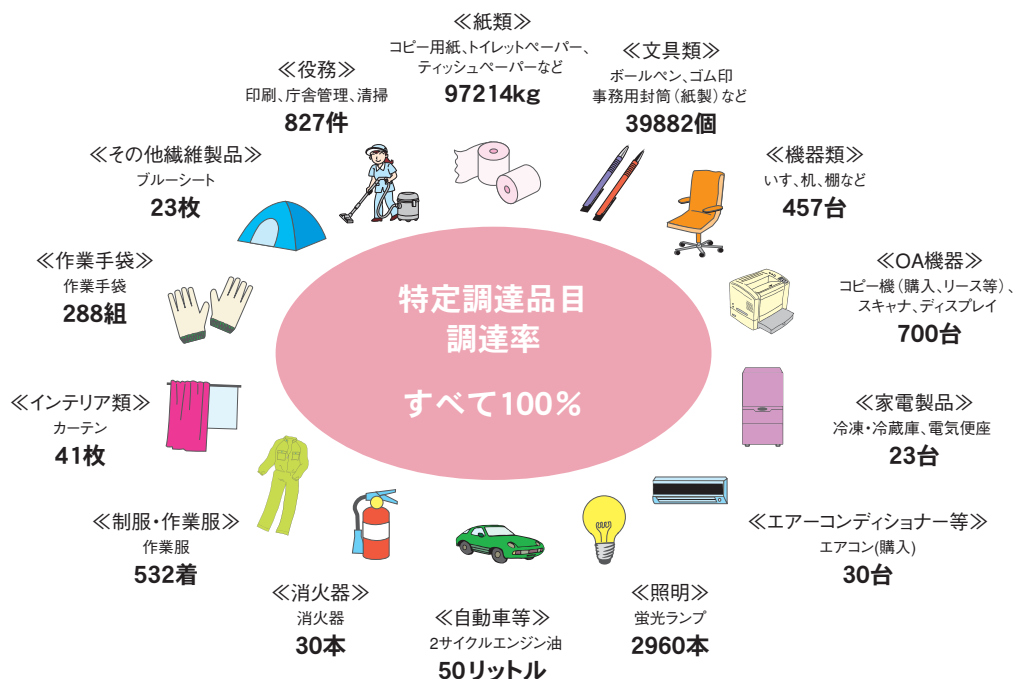 ≪紙類≫
コピー用紙、トイレットペーパー、
ティッシュペーパーなど
97214kg
≪文具類≫
ボールペン、ゴム印
事務用封筒（紙製）など
39882個
≪機器類≫
いす、机、棚など
457台
≪OA機器≫
コピー機（購入、リース等）、
スキャナ、ディスプレイ
700台
≪家電製品≫
冷凍・冷蔵庫、電気便座
23台
≪エアーコンディショナー等≫
エアコン(購入)
30台
≪照明≫
蛍光ランプ
2960本
≪自動車等≫
2サイクルエンジン油
50リットル
≪消火器≫
消火器
30本
≪制服・作業服≫
作業服
532着
≪インテリア類≫
カーテン
41枚
≪作業手袋≫
作業手袋
288組
≪その他繊維製品≫
ブルーシート
23枚
≪役務≫
印刷、庁舎管理、清掃
827件
特定調達品目
調達率
すべて100％